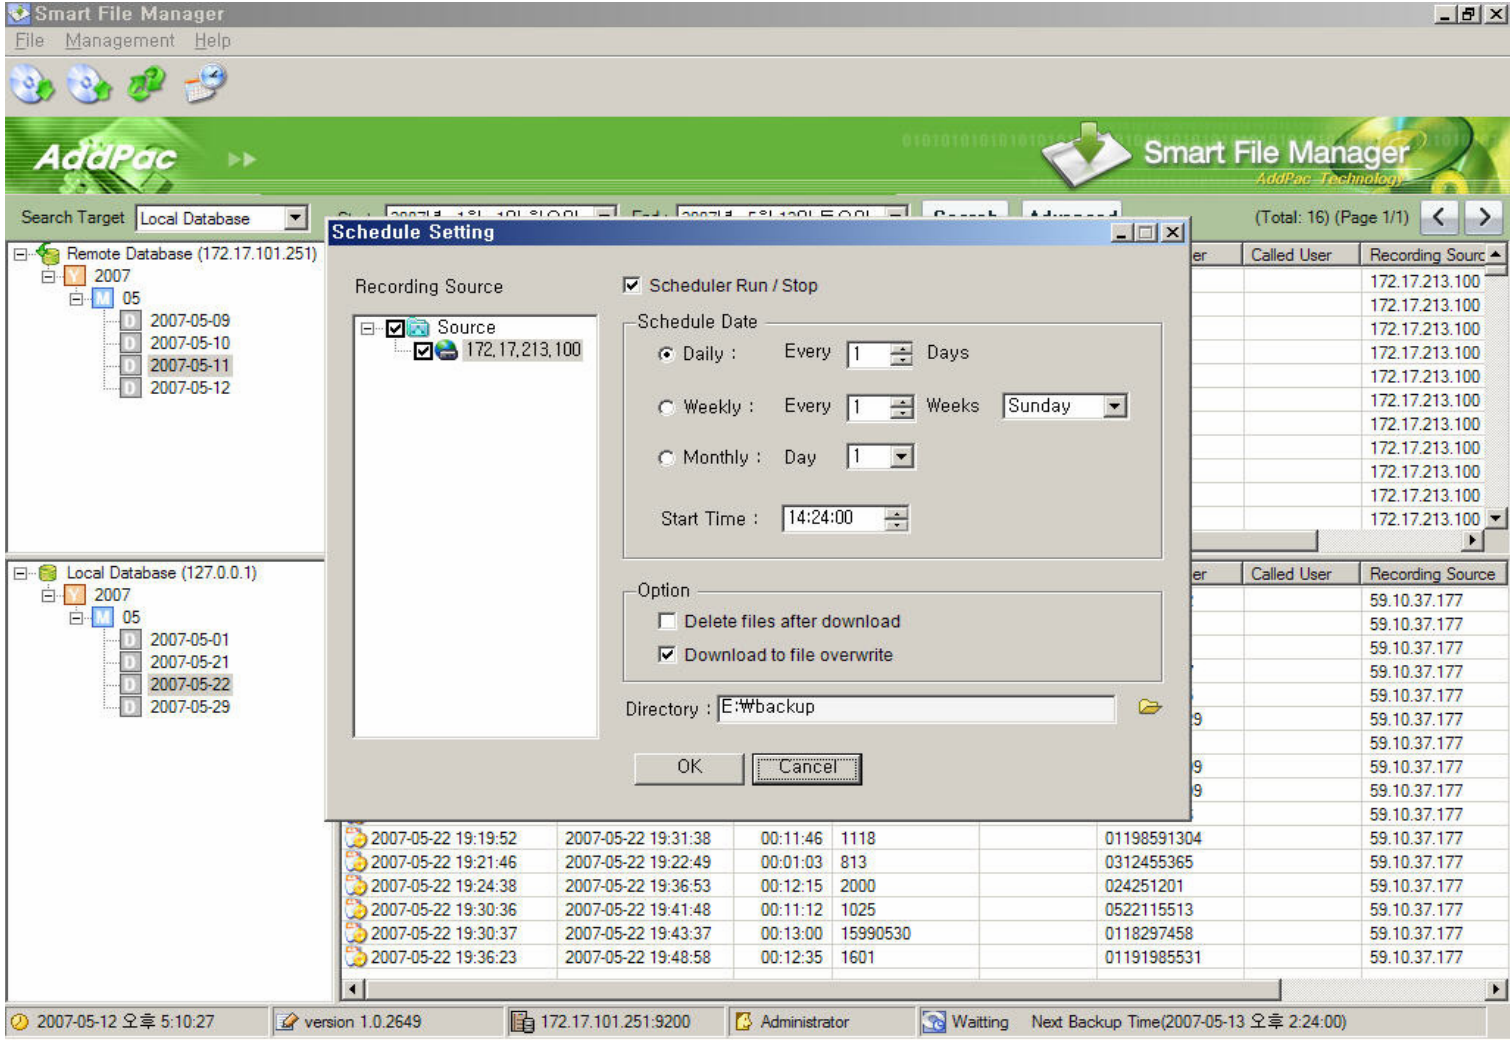 Smart File Manager
File Management Help
AddPac
Smart File Manager
AddPac Technology
Search Target Local Database
(Total: 16) (Page 1/1)
Remote Database (172.17.101.251)
2007
05
2007-05-09
2007-05-10
2007-05-11
2007-05-12
Schedule Setting
Recording Source
Source
172,17,213,100
Scheduler Run / Stop
Schedule Date
Daily : Every 1 Days
Weekly : Every 1 Weeks Sunday
Monthly : Day 1
Start Time : 14:24:00
Option
Delete files after download
Download to file overwrite
Directory : E:₩backup
OK Cancel
er Called User Recording Sourc
172.17.213.100
172.17.213.100
172.17.213.100
172.17.213.100
172.17.213.100
172.17.213.100
172.17.213.100
172.17.213.100
172.17.213.100
172.17.213.100
172.17.213.100
Local Database (127.0.0.1)
2007
05
2007-05-01
2007-05-21
2007-05-22
2007-05-29
er Called User Recording Source
59.10.37.177
59.10.37.177
59.10.37.177
59.10.37.177
59.10.37.177
9 59.10.37.177
59.10.37.177
9 59.10.37.177
9 59.10.37.177
59.10.37.177
2007-05-22 19:19:52 2007-05-22 19:31:38 00:11:46 1118 01198591304 59.10.37.177
2007-05-22 19:21:46 2007-05-22 19:22:49 00:01:03 813 0312455365 59.10.37.177
2007-05-22 19:24:38 2007-05-22 19:36:53 00:12:15 2000 024251201 59.10.37.177
2007-05-22 19:30:36 2007-05-22 19:41:48 00:11:12 1025 0522115513 59.10.37.177
2007-05-22 19:30:37 2007-05-22 19:43:37 00:13:00 15990530 0118297458 59.10.37.177
2007-05-22 19:36:23 2007-05-22 19:48:58 00:12:35 1601 01191985531 59.10.37.177
2007-05-12 오후 5:10:27 version 1.0.2649 172.17.101.251:9200 Administrator Waitting Next Backup Time(2007-05-13 오후 2:24:00)